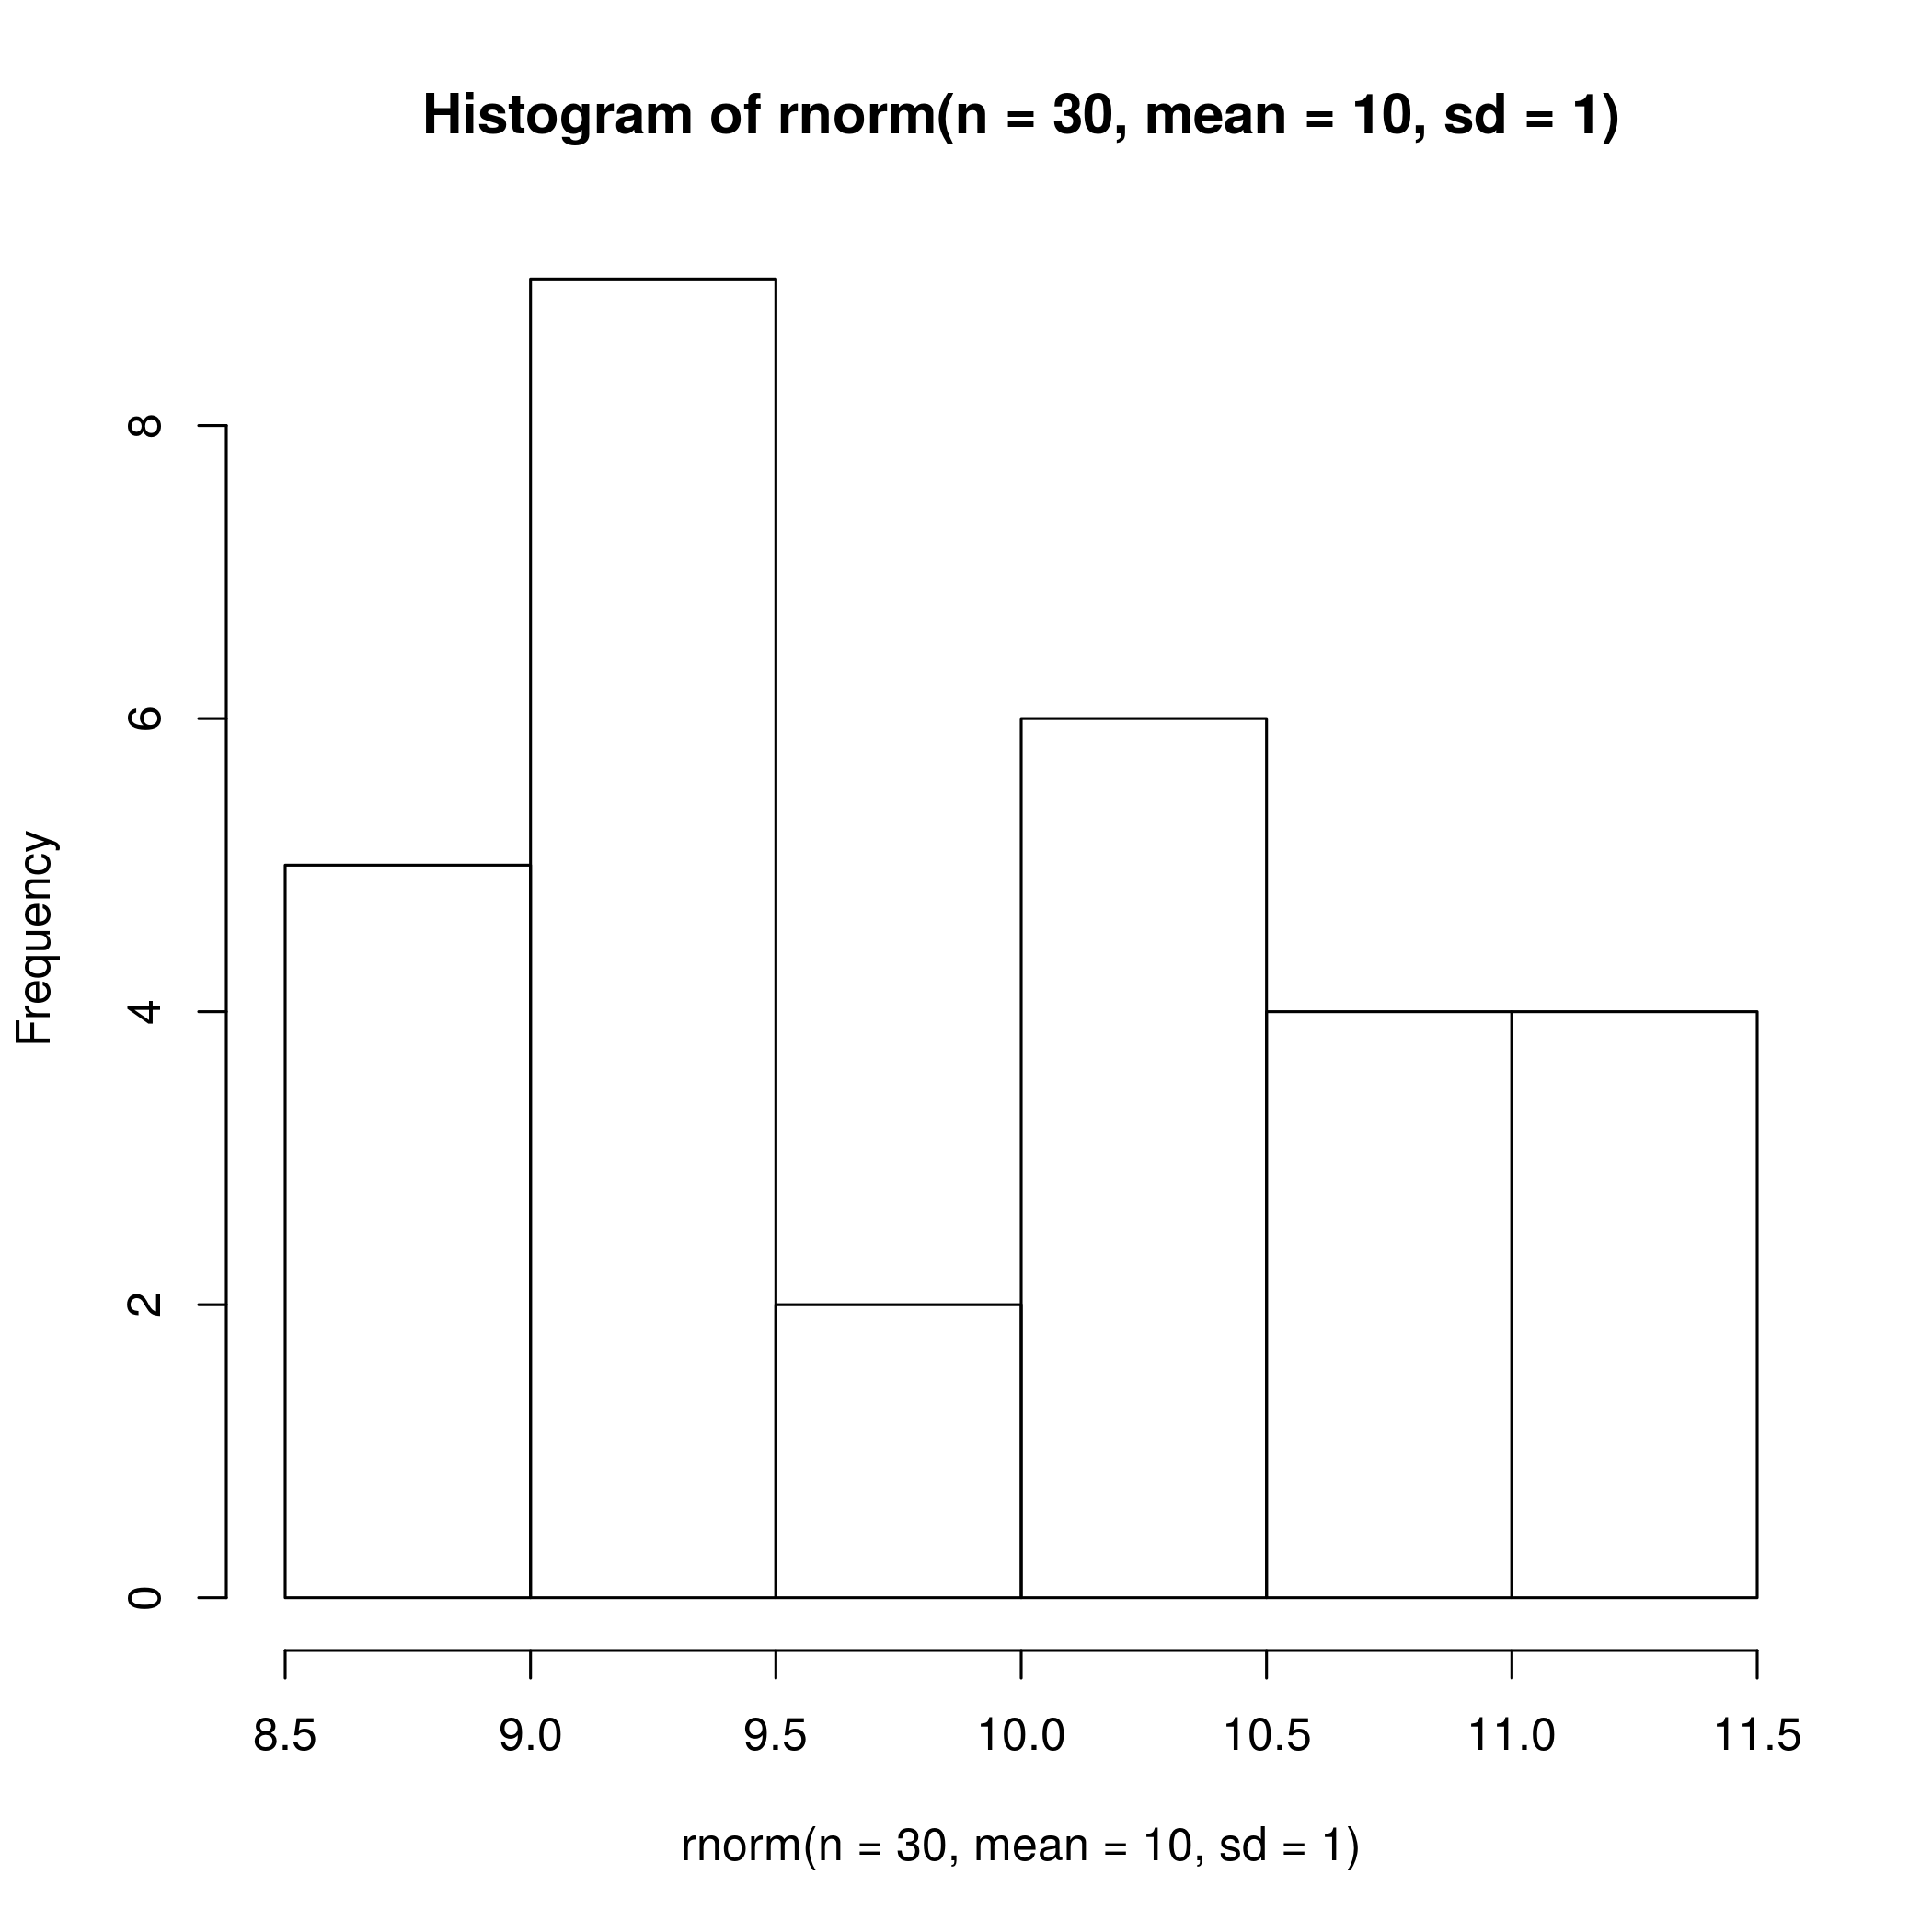 Histogram of rnorm(n = 30, mean = 10, sd = 1)
Frequency
8
6
4
2
0
8.5 9.0 9.5 10.0 10.5 11.0 11.5
rnorm(n = 30, mean = 10, sd = 1)